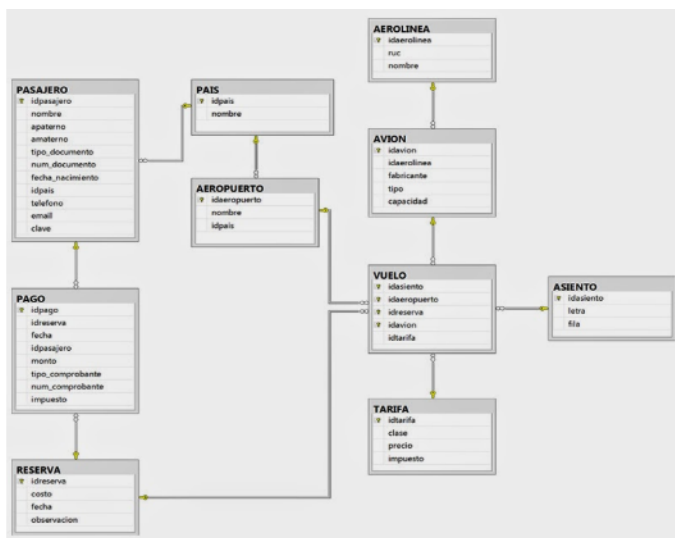 AEROLINEA
idaerolinea
ruc
nombre
PASAJERO
idpasajero
nombre
apaterno
amaterno
tipo_documento
num_documento
fecha_nacimiento
idpais
telefono
email
clave
PAIS
idpais
nombre
AVION
idavion
idaerolinea
fabricante
tipo
capacidad
AEROPUERTO
idaeropuerto
nombre
idpais
PAGO
idpago
idreserva
fecha
idpasajero
monto
tipo_comprobante
num_comprobante
impuesto
VUELO
idasiento
idaeropuerto
idreserva
idavion
idtarifa
ASIENTO
idasiento
letra
fila
TARIFA
idtarifa
clase
precio
impuesto
RESERVA
idreserva
costo
fecha
observacion